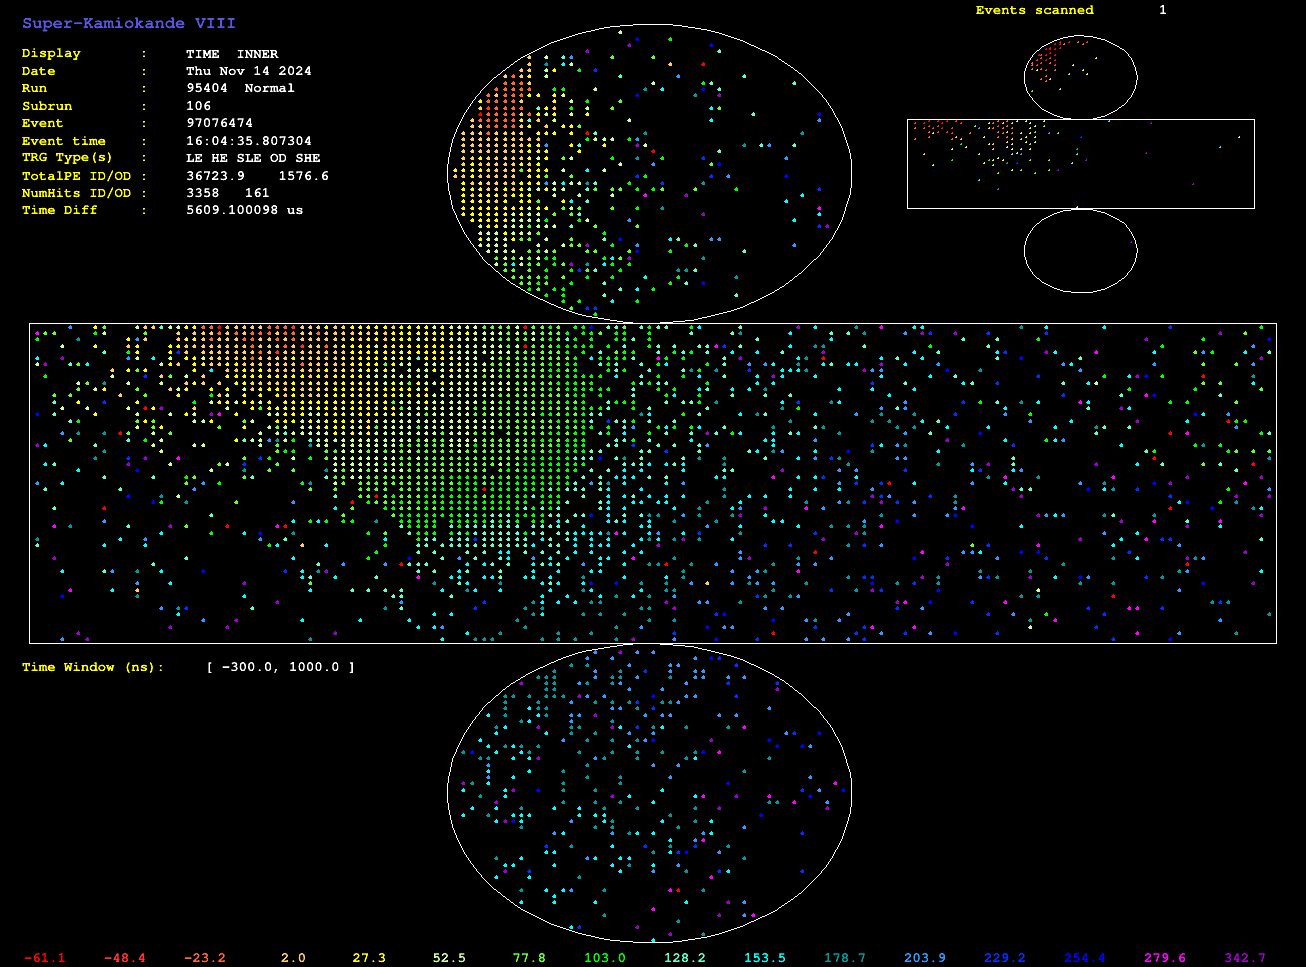 Super-Kamiokande VIII
Events scanned 1
Display : TIME INNER
Date : Thu Nov 14 2024
Run : 95404 Normal
Subrun : 106
Event : 97076474
Event time : 16:04:35.807304
TRG Type(s) : LE HE SLE OD SHE
TotalPE ID/OD : 36723.9 1576.6
NumHits ID/OD : 3358 161
Time Diff : 5609.100098 us
Time Window (ns): [ -300.0, 1000.0 ]
-61.1 -48.4 -23.2 2.0 27.3 52.5 77.8 103.0 128.2 153.5 178.7 203.9 229.2 254.4 279.6 342.7